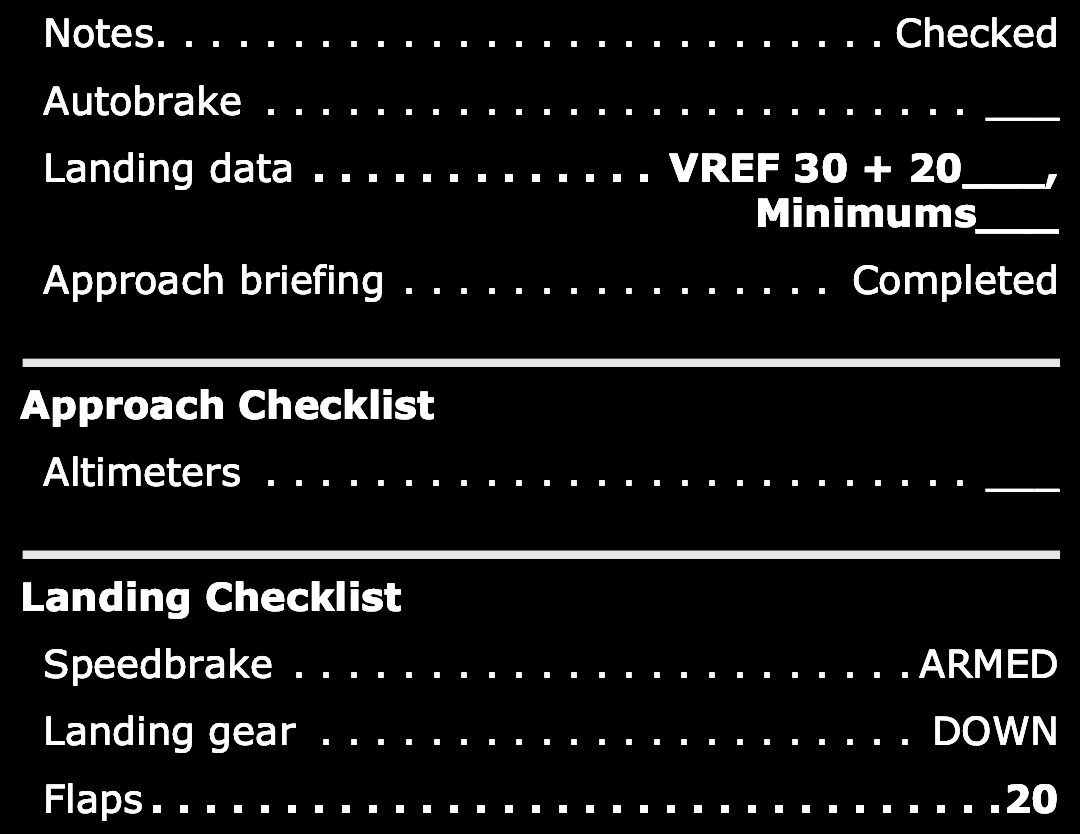 Notes. . . . . . . . . . . . . . . . . . . . . . . . . . . Checked
Autobrake . . . . . . . . . . . . . . . . . . . . . . . . . . ___
Landing data . . . . . . . . . . . . . VREF 30 + 20___,
Minimums___
Approach briefing . . . . . . . . . . . . . . . . Completed
Approach Checklist
Altimeters . . . . . . . . . . . . . . . . . . . . . . . . . . ___
Landing Checklist
Speedbrake . . . . . . . . . . . . . . . . . . . . . . . ARMED
Landing gear . . . . . . . . . . . . . . . . . . . . . . DOWN
Flaps . . . . . . . . . . . . . . . . . . . . . . . . . . . . . . . . 20